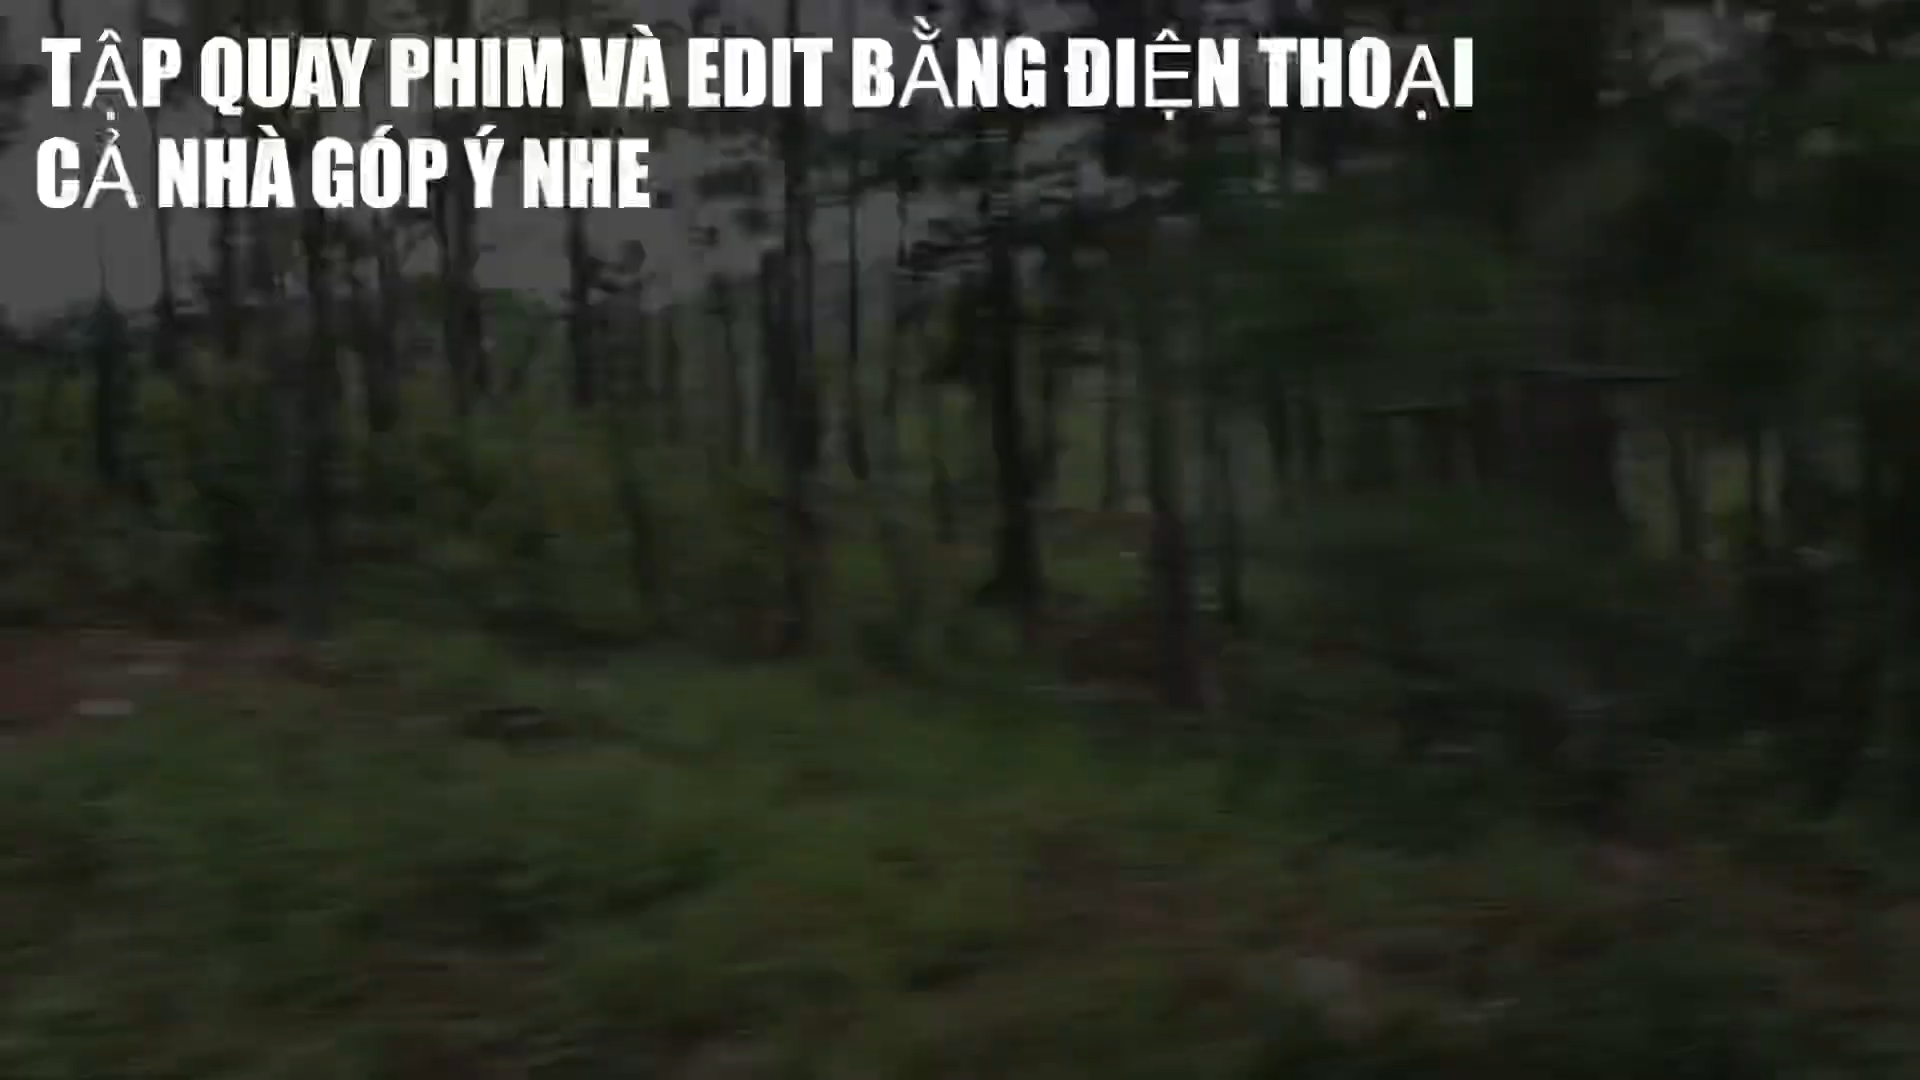 TẬP QUAY PHIM VÀ EDIT BẰNG ĐIỆN THOẠI
CẢ NHÀ GÓP Ý NHE